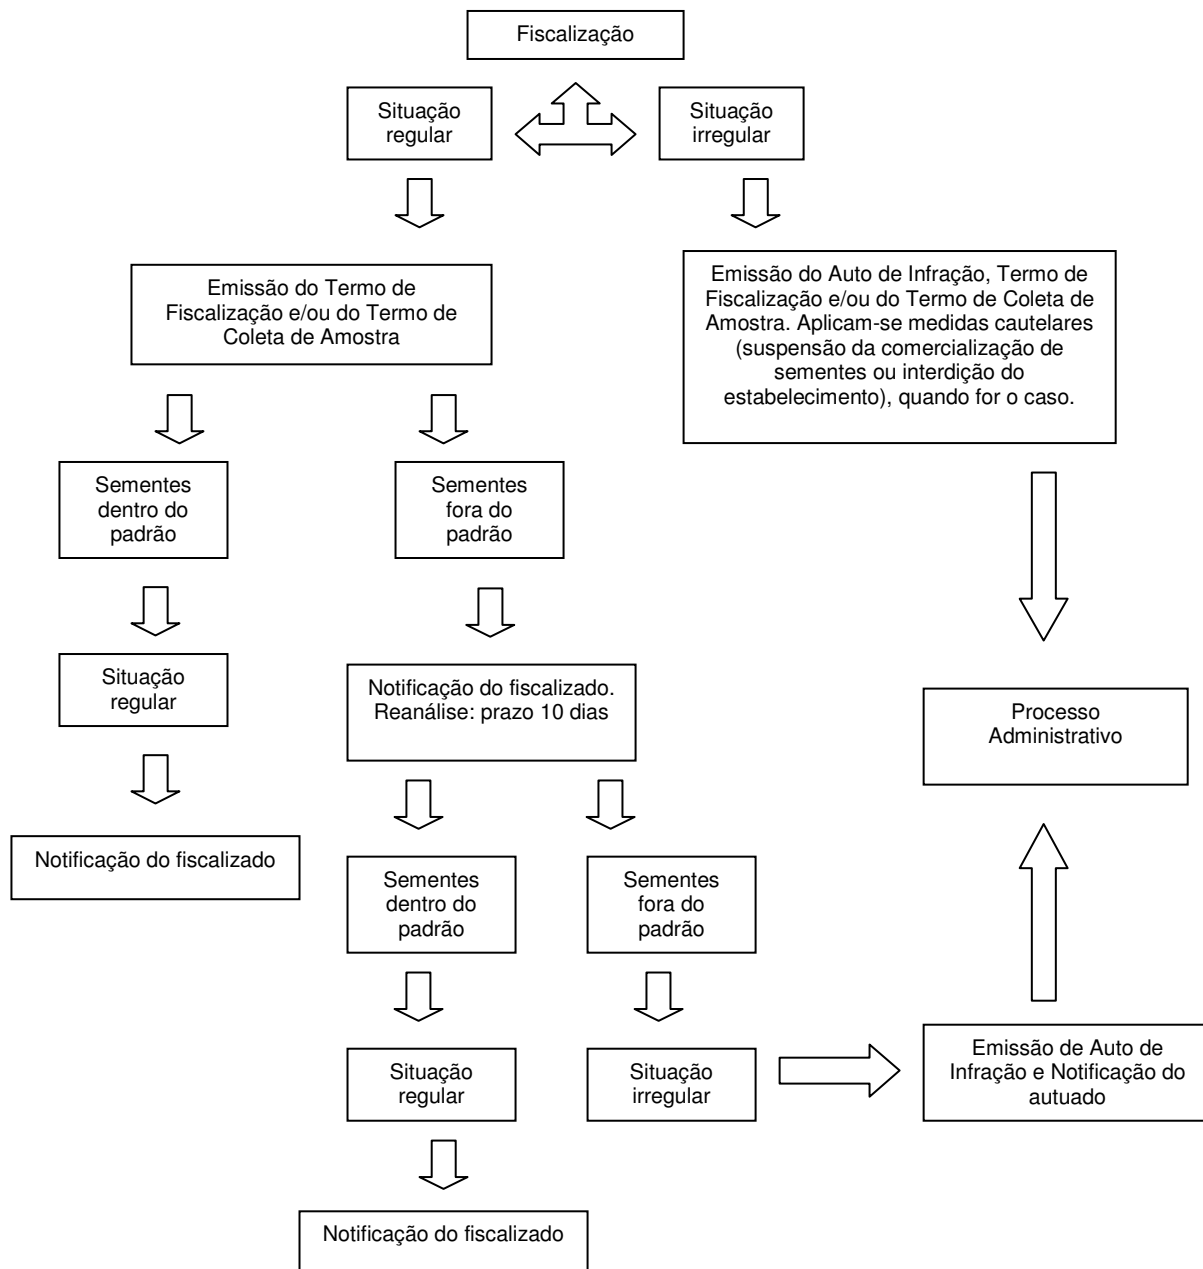 Fiscalização
Situação
regular
Situação
irregular
Emissão do Termo de
Fiscalização e/ou do Termo de
Coleta de Amostra
Emissão do Auto de Infração, Termo de
Fiscalização e/ou do Termo de Coleta de
Amostra. Aplicam-se medidas cautelares
(suspensão da comercialização de
sementes ou interdição do
estabelecimento), quando for o caso.
Sementes
dentro do
padrão
Sementes
fora do
padrão
Situação
regular
Notificação do fiscalizado.
Reanálise: prazo 10 dias
Processo
Administrativo
Notificação do fiscalizado
Sementes
dentro do
padrão
Sementes
fora do
padrão
Situação
regular
Situação
irregular
Emissão de Auto de
Infração e Notificação do
autuado
Notificação do fiscalizado